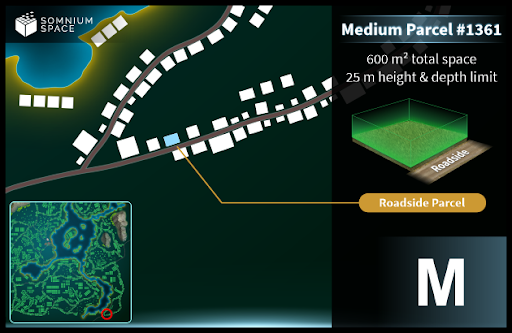 SOMNIUM
SPACE
Medium Parcel #1361
600 m² total space
25 m height & depth limit
Roadside
Roadside Parcel
M